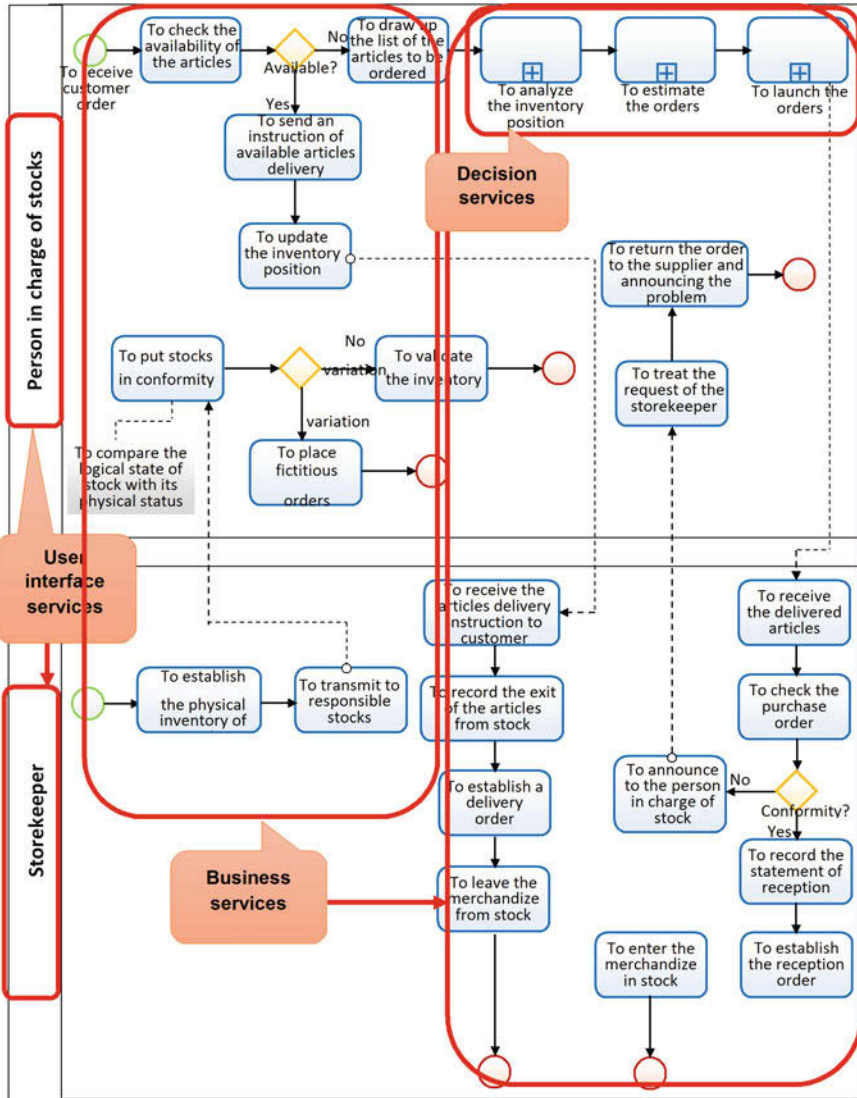 To receive
customer
order
To check the
availability of
the articles
Available?
No
Yes
To draw up
the list of the
articles to be
ordered
To analyze
the inventory
position
To estimate
the orders
To launch the
orders
To send an
instruction of
available articles
delivery
Decision
services
To update
the inventory
position
To return the order
to the supplier and
announcing the
problem
Person in charge of stocks
To put stocks
in conformity
No
variation
To validate
the inventory
To treat the
request of the
storekeeper
variation
To place
fictitious
orders
To compare the
logical state of
stock with its
physical status
User
interface
services
To receive the
articles delivery
instruction to
customer
To receive
the delivered
articles
Storekeeper
To establish
the physical
inventory of
To transmit to
responsible
stocks
To record the exit
of the articles
from stock
To check the
purchase
order
To establish a
delivery
order
To announce
to the person
in charge of
stock
No
Conformity?
Yes
Business
services
To leave the
merchandize
from stock
To record the
statement of
reception
To enter the
merchandize
in stock
To establish
the reception
order